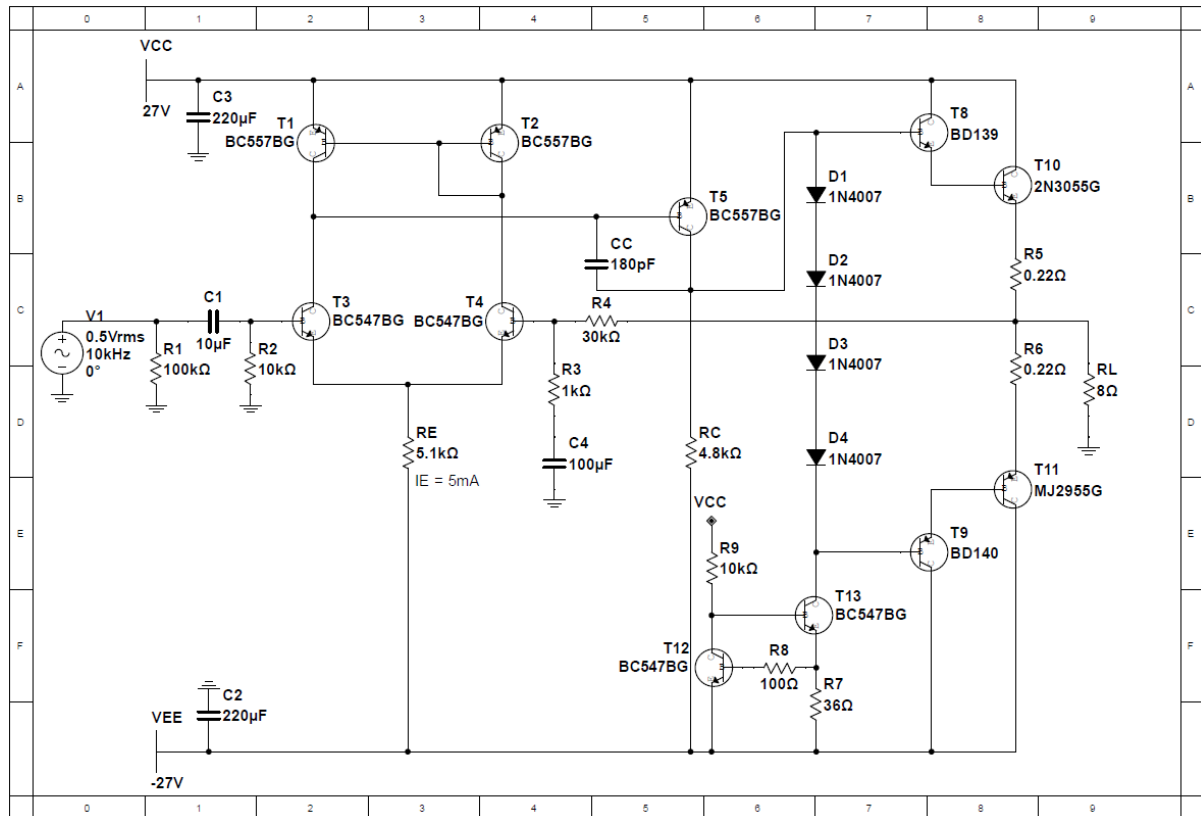 0 1 2 3 4 5 6 7 8 9
VCC
27V
A A
C3
220µF
T1
BC557BG
T2
BC557BG
T8
BD139
T10
2N3055G
B B
D1
1N4007
T5
BC557BG
CC
180pF
D2
1N4007
R5
0.22Ω
C C
V1
0.5Vrms
10kHz
0°
C1
10µF
R1
100kΩ
R2
10kΩ
T3
BC547BG
T4
BC547BG
R4
30kΩ
R3
1kΩ
D3
1N4007
R6
0.22Ω
RL
8Ω
D D
RE
5.1kΩ
IE = 5mA
C4
100µF
RC
4.8kΩ
D4
1N4007
T11
MJ2955G
E E
VCC
R9
10kΩ
T9
BD140
F F
T13
BC547BG
T12
BC547BG
R8
100Ω
R7
36Ω
C2
220µF
VEE
-27V
0 1 2 3 4 5 6 7 8 9